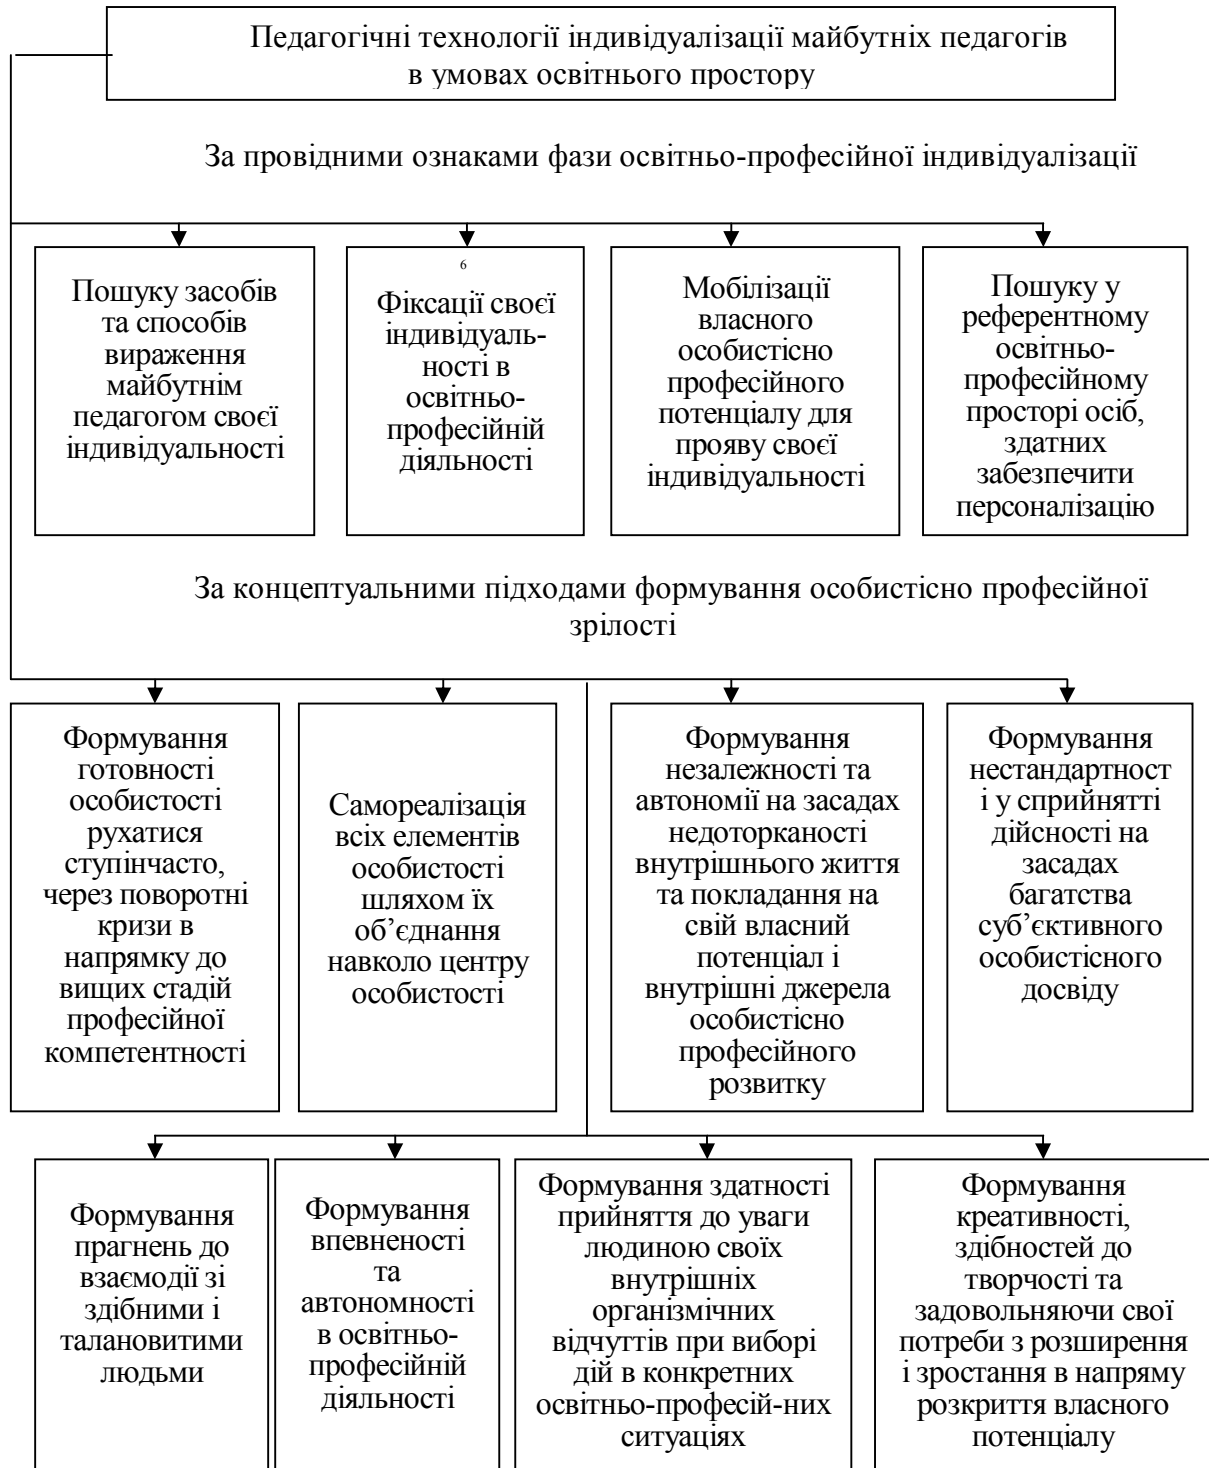 Педагогічні технології індивідуалізації майбутніх педагогів
в умовах освітнього простору
За провідними ознаками фази освітньо-професійної індивідуалізації
Пошуку засобів
та способів
вираження
майбутнім
педагогом своєї
індивідуальності
6
Фіксації своєї
індивідуаль-
ності в
освітньо-
професійній
діяльності
Мобілізації
власного
особистісно
професійного
потенціалу для
прояву своєї
індивідуальності
Пошуку у
референтному
освітньо-
професійному
просторі осіб,
здатних
забезпечити
персоналізацію
За концептуальними підходами формування особистісно професійної
зрілості
Формування
готовності
особистості
рухатися
ступінчасто,
через поворотні
кризи в
напрямку до
вищих стадій
професійної
компетентності
Самореалізація
всіх елементів
особистості
шляхом їх
об’єднання
навколо центру
особистості
Формування
незалежності та
автономії на засадах
недоторканості
внутрішнього життя
та покладання на
свій власний
потенціал і
внутрішні джерела
особистісно
професійного
розвитку
Формування
нестандартност
і у сприйнятті
дійсності на
засадах
багатства
суб’єктивного
особистісного
досвіду
Формування
прагнень до
взаємодії зі
здібними і
талановитими
людьми
Формування
впевненості
та
автономності
в освітньо-
професійній
діяльності
Формування здатності
прийняття до уваги
людиною своїх
внутрішніх
організмічних
відчуттів при виборі
дій в конкретних
освітньо-професій-них
ситуаціях
Формування
креативності,
здібностей до
творчості та
задовольняючи свої
потреби з розширення
і зростання в напряму
розкриття власного
потенціалу